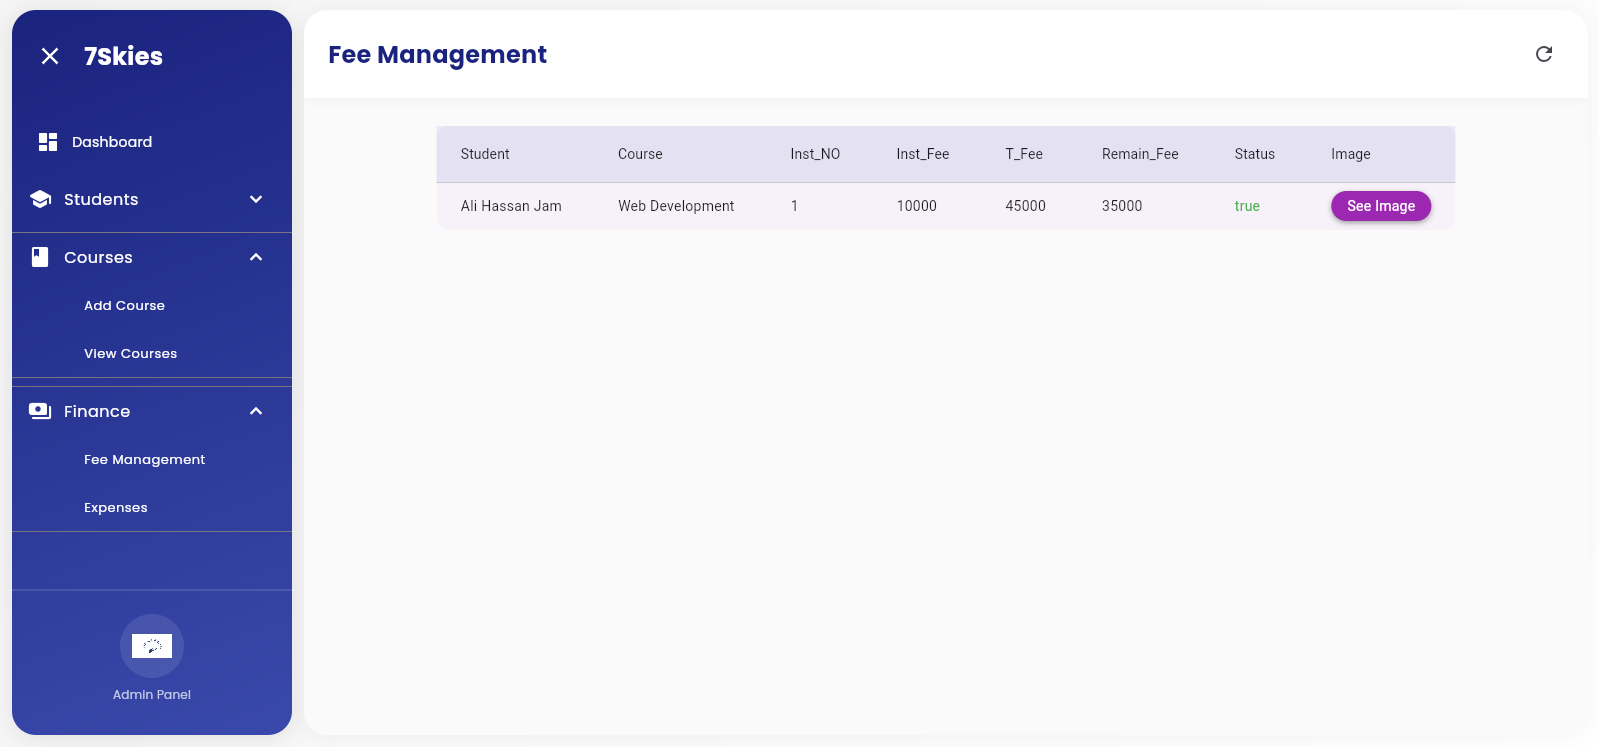 7Skies
Dashboard
Students
Courses
Add Course
View Courses
Finance
Fee Management
Expenses
Admin Panel
Fee Management
Student Course Inst_NO Inst_Fee T_Fee Remain_Fee Status Image
Ali Hassan Jam Web Development 1 10000 45000 35000 true See Image